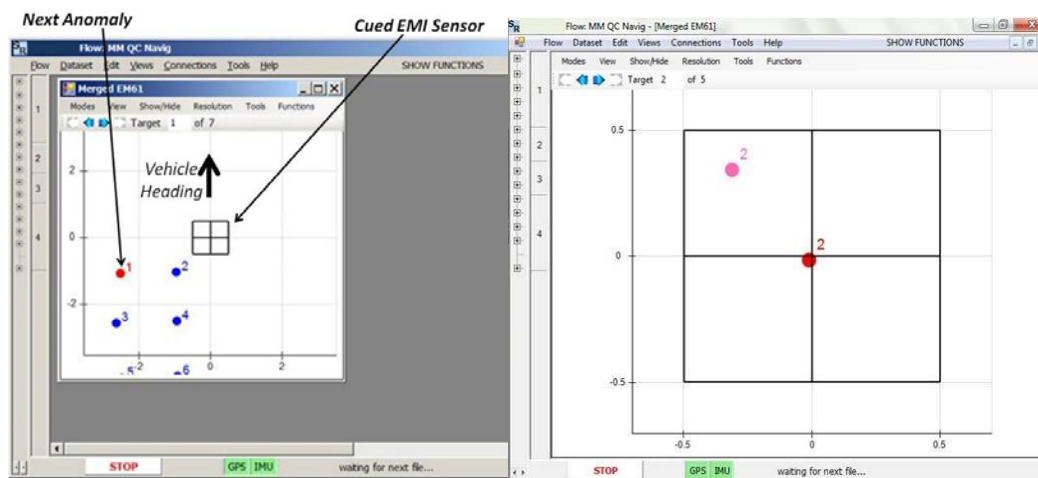 Next Anomaly
Cued EMI Sensor
Flow: MM QC Navig
Flow Dataset Edit Views Connections Tools Help SHOW FUNCTIONS
Merged EM61
Modes View Show/Hide Resolution Tools Functions
Target 1 of 7
1
2
3
4
Vehicle
Heading
2
0
-2
1
2
3
4
5
6
-2 0 2
STOP GPS IMU waiting for next file...
Flow: MM QC Navig - [Merged EM61]
Flow Dataset Edit Views Connections Tools Help SHOW FUNCTIONS
Modes View Show/Hide Resolution Tools Functions
Target 2 of 5
1
2
3
4
0.5
0
-0.5
2
2
-0.5 0 0.5
STOP GPS IMU waiting for next file...